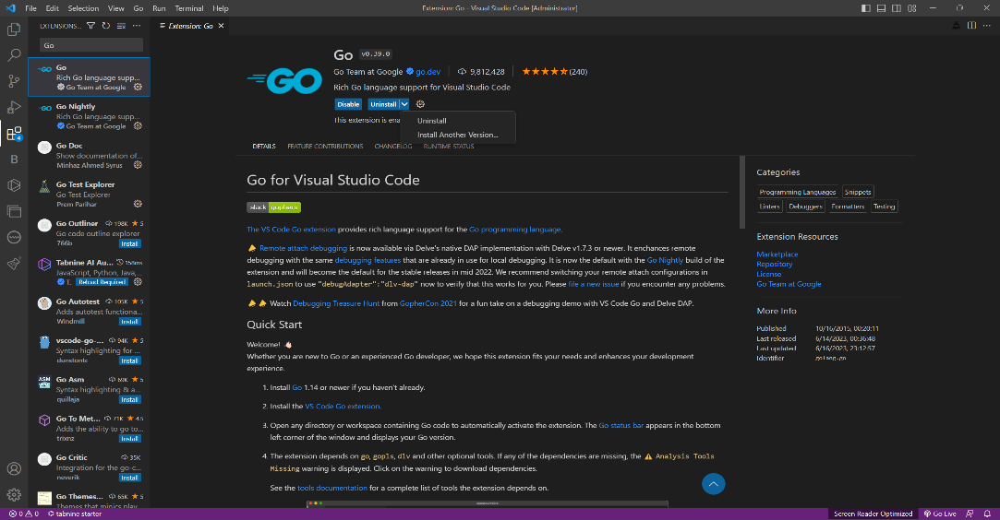 File Edit Selection View Go Run Terminal Help
Extension: Go - Visual Studio Code [Administrator]
EXTENSIONS...
Extension: Go
Go
Go
Rich Go language supp...
Go Team at Google
Go Nightly
Rich Go language supp...
Go Team at Google
Go Doc
Show documentation of...
Minhaz Ahmed Syrus
Go Test Explorer
Go Test Explorer
Prem Parihar
Go Outliner 198K 5
Go code outline explorer
766b Install
Tabnine AI Au... 158ms
JavaScript, Python, Java,...
T. Reload Required
Go Autotest 105K 5
Adds autotest functiona...
Windmill Install
vscode-go-... 94K 5
Syntax highlighting for ...
dunstontc Install
Go Asm 69K 5
Syntax highlighting & a...
quillaja Install
Go To Met... 71K 4.5
Adds the ability to go to...
trixnz Install
Go Critic 35K
Integration for the go-c...
neverik Install
Go Themes... 65K 5
Themes that minics play...
4
B
Go v0.39.0
Go Team at Google go.dev 9,812,428 (240)
Rich Go language support for Visual Studio Code
Disable Uninstall
This extension is ena
Uninstall
Install Another Version...
DETAILS FEATURE CONTRIBUTIONS CHANGELOG RUNTIME STATUS
Go for Visual Studio Code
slack gophers
The VS Code Go extension provides rich language support for the Go programming language.
Remote attach debugging is now available via Delve's native DAP implementation with Delve v1.7.3 or newer. It enchances remote
debugging with the same debugging features that are already in use for local debugging. It is now the default with the Go Nightly build of the
extension and will become the default for the stable releases in mid 2022. We recommend switching your remote attach configurations in
launch.json to use "debugAdapter":"dlv-dap" now to verify that this works for you. Please file a new issue if you encounter any problems.
Watch Debugging Treasure Hunt from GopherCon 2021 for a fun take on a debugging demo with VS Code Go and Delve DAP.
Quick Start
Welcome!
Whether you are new to Go or an experienced Go developer, we hope this extension fits your needs and enhances your development
experience.
1. Install Go 1.14 or newer if you haven't already.
2. Install the VS Code Go extension.
3. Open any directory or workspace containing Go code to automatically activate the extension. The Go status bar appears in the bottom
left corner of the window and displays your Go version.
4. The extension depends on go, gopls, dlv and other optional tools. If any of the dependencies are missing, the ⚠ Analysis Tools
Missing warning is displayed. Click on the warning to download dependencies.
See the tools documentation for a complete list of tools the extension depends on.
Categories
Programming Languages Snippets
Linters Debuggers Formatters Testing
Extension Resources
Marketplace
Repository
License
Go Team at Google
More Info
Published 10/16/2015, 00:20:11
Last released 6/14/2023, 00:36:48
Last updated 6/16/2023, 23:12:57
Identifier golang.go
0 0 tabnine starter
Screen Reader Optimized Go Live